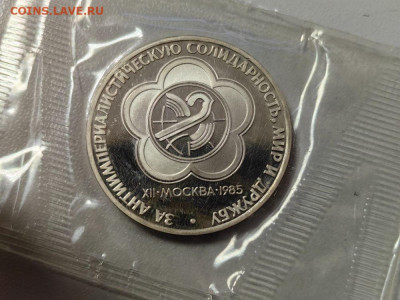 COINS.LAVE.RU
ЗА АНТИИМПЕРИАЛИСТИЧЕСКУЮ СОЛИДАРНОСТЬ, МИР И ДРУЖБУ
XII·МОСКВА·1985